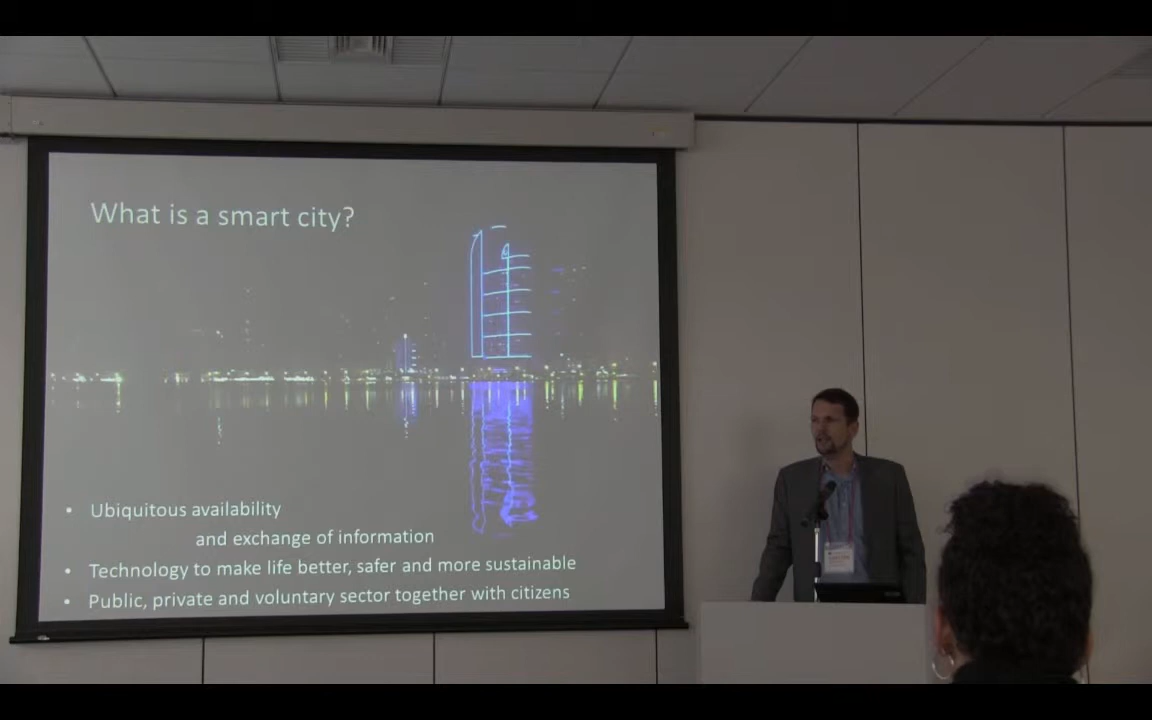 What is a smart city?
• Ubiquitous availability
and exchange of information
• Technology to make life better, safer and more sustainable
• Public, private and voluntary sector together with citizens